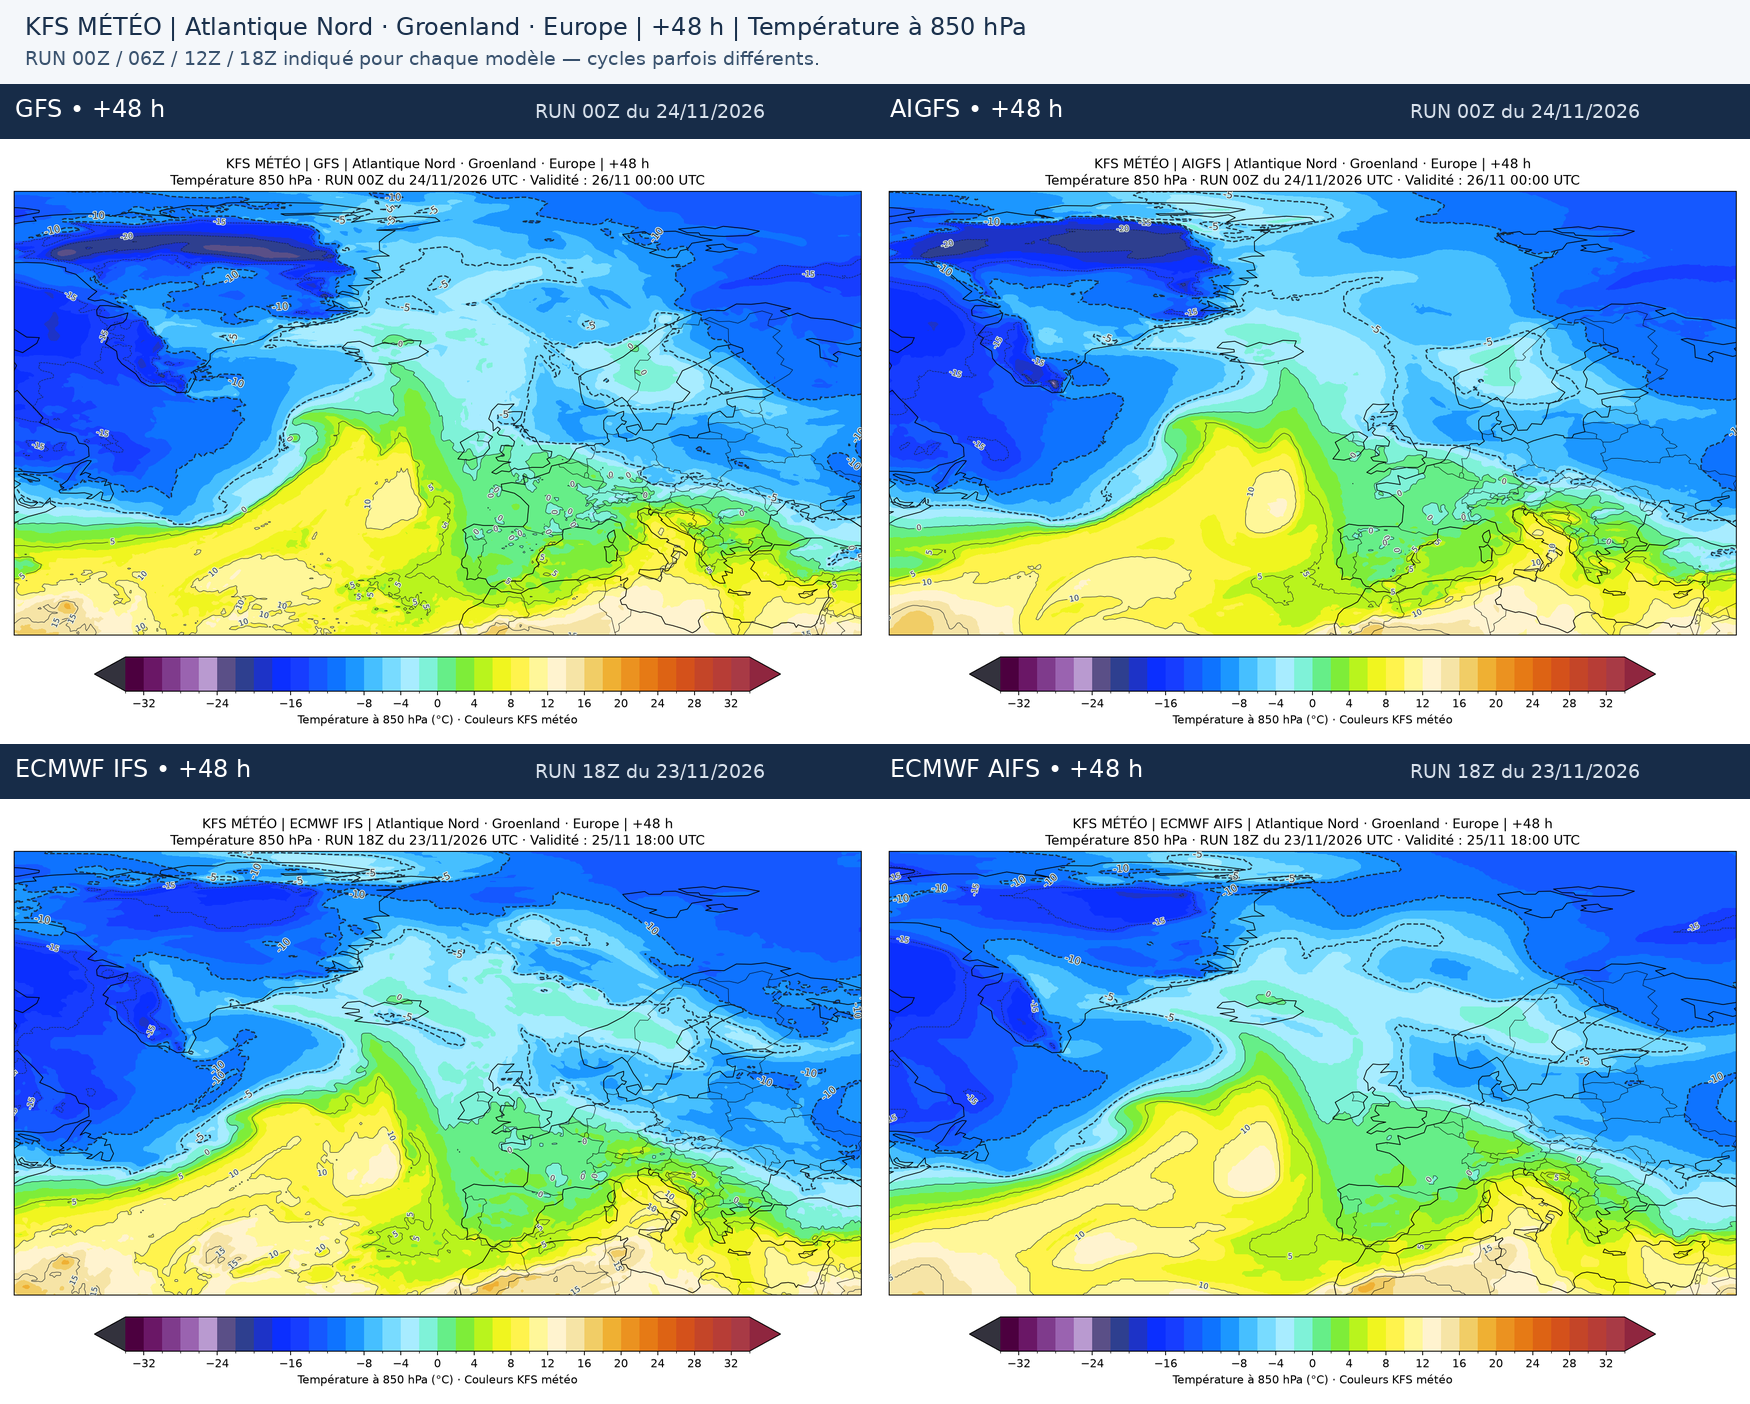 KFS MÉTÉO | Atlantique Nord · Groenland · Europe | +48 h | Température à 850 hPa
RUN 00Z / 06Z / 12Z / 18Z indiqué pour chaque modèle — cycles parfois différents.
GFS • +48 h
RUN 00Z du 24/11/2026
AIGFS • +48 h
RUN 00Z du 24/11/2026
KFS MÉTÉO | GFS | Atlantique Nord · Groenland · Europe | +48 h
Température 850 hPa · RUN 00Z du 24/11/2026 UTC · Validité : 26/11 00:00 UTC
KFS MÉTÉO | AIGFS | Atlantique Nord · Groenland · Europe | +48 h
Température 850 hPa · RUN 00Z du 24/11/2026 UTC · Validité : 26/11 00:00 UTC
−32 −24 −16 −8 −4 0 4 8 12 16 20 24 28 32
Température à 850 hPa (°C) · Couleurs KFS météo
−32 −24 −16 −8 −4 0 4 8 12 16 20 24 28 32
Température à 850 hPa (°C) · Couleurs KFS météo
ECMWF IFS • +48 h
RUN 18Z du 23/11/2026
ECMWF AIFS • +48 h
RUN 18Z du 23/11/2026
KFS MÉTÉO | ECMWF IFS | Atlantique Nord · Groenland · Europe | +48 h
Température 850 hPa · RUN 18Z du 23/11/2026 UTC · Validité : 25/11 18:00 UTC
KFS MÉTÉO | ECMWF AIFS | Atlantique Nord · Groenland · Europe | +48 h
Température 850 hPa · RUN 18Z du 23/11/2026 UTC · Validité : 25/11 18:00 UTC
−32 −24 −16 −8 −4 0 4 8 12 16 20 24 28 32
Température à 850 hPa (°C) · Couleurs KFS météo
−32 −24 −16 −8 −4 0 4 8 12 16 20 24 28 32
Température à 850 hPa (°C) · Couleurs KFS météo